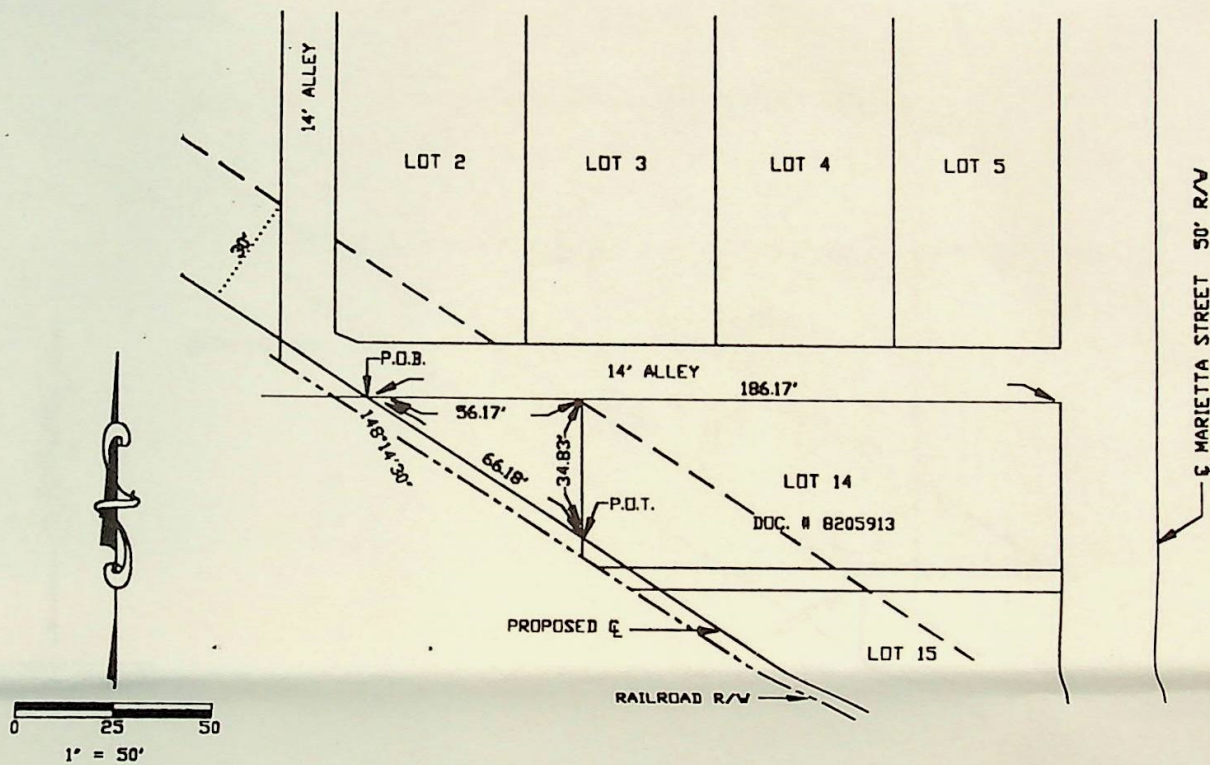 14' ALLEY
LOT 2
LOT 3
LOT 4
LOT 5
℄ MARIETTA STREET 50' R/W
30'
P.O.B.
14' ALLEY
186.17'
56.17'
148°14'30"
66.18'
34.83'
LOT 14
P.O.T.
DOC. # 8205913
PROPOSED ℄
LOT 15
RAILROAD R/W
0 25 50
1" = 50'